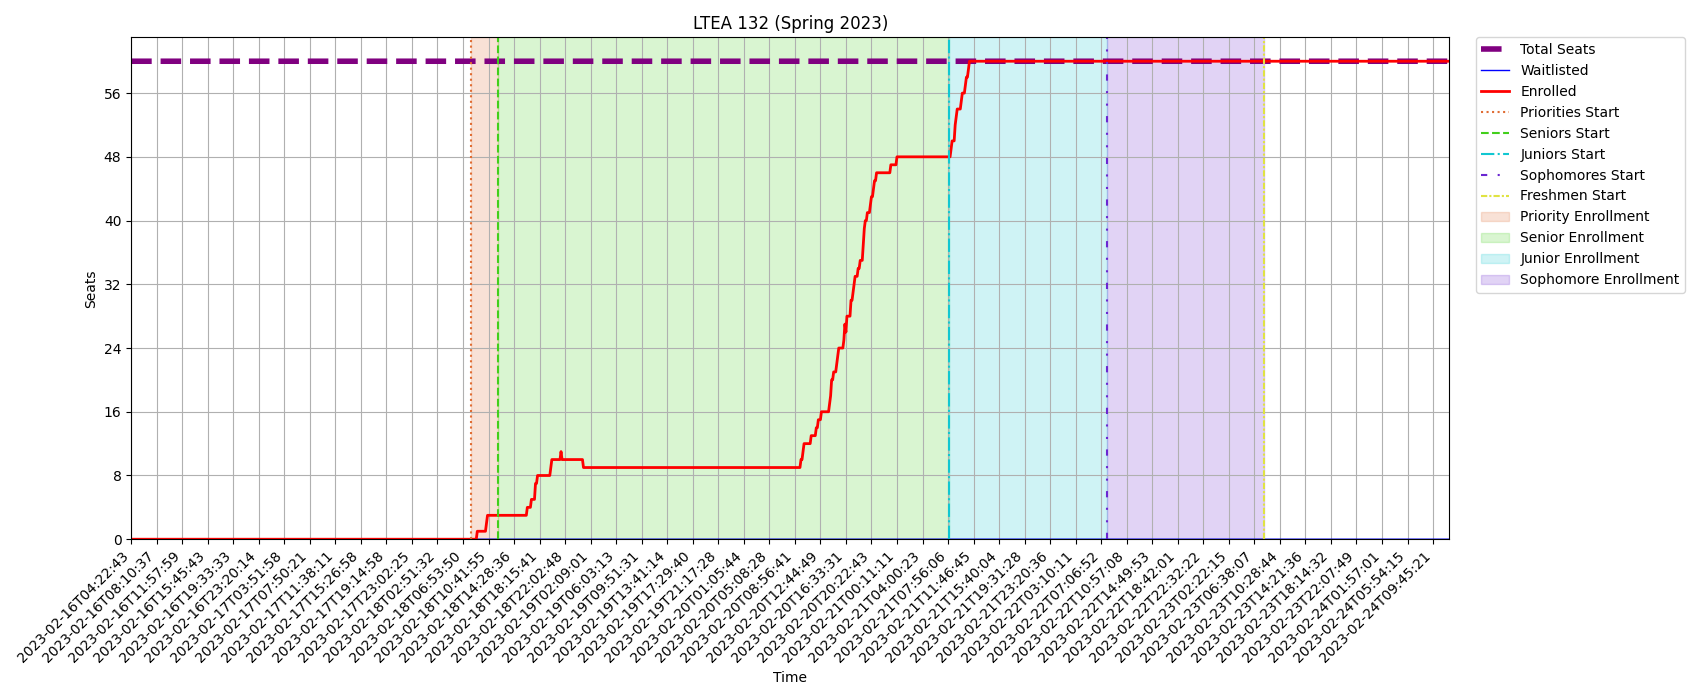 LTEA 132 (Spring 2023)
Total Seats
Waitlisted
Enrolled
Priorities Start
Seniors Start
Juniors Start
Sophomores Start
Freshmen Start
Priority Enrollment
Senior Enrollment
Junior Enrollment
Sophomore Enrollment
Seats
56
48
40
32
24
16
8
0
2023-02-16T04:22:43
2023-02-16T08:10:37
2023-02-16T11:57:59
2023-02-16T15:45:43
2023-02-16T19:33:33
2023-02-16T23:20:14
2023-02-17T03:51:58
2023-02-17T07:50:21
2023-02-17T11:38:11
2023-02-17T15:26:58
2023-02-17T19:14:58
2023-02-17T23:02:25
2023-02-18T02:51:32
2023-02-18T06:53:50
2023-02-18T10:41:55
2023-02-18T14:28:36
2023-02-18T18:15:41
2023-02-18T22:02:48
2023-02-19T02:09:01
2023-02-19T06:03:13
2023-02-19T09:51:31
2023-02-19T13:41:14
2023-02-19T17:29:40
2023-02-19T21:17:28
2023-02-20T01:05:44
2023-02-20T05:08:28
2023-02-20T08:56:41
2023-02-20T12:44:49
2023-02-20T16:33:31
2023-02-20T20:22:43
2023-02-21T00:11:11
2023-02-21T04:00:23
2023-02-21T07:56:06
2023-02-21T11:46:45
2023-02-21T15:40:04
2023-02-21T19:31:28
2023-02-21T23:20:36
2023-02-22T03:10:11
2023-02-22T07:06:52
2023-02-22T10:57:08
2023-02-22T14:49:53
2023-02-22T18:42:01
2023-02-22T22:32:22
2023-02-23T02:22:15
2023-02-23T06:38:07
2023-02-23T10:28:44
2023-02-23T14:21:36
2023-02-23T18:14:32
2023-02-23T22:07:49
2023-02-24T01:57:01
2023-02-24T05:54:15
2023-02-24T09:45:21
Time